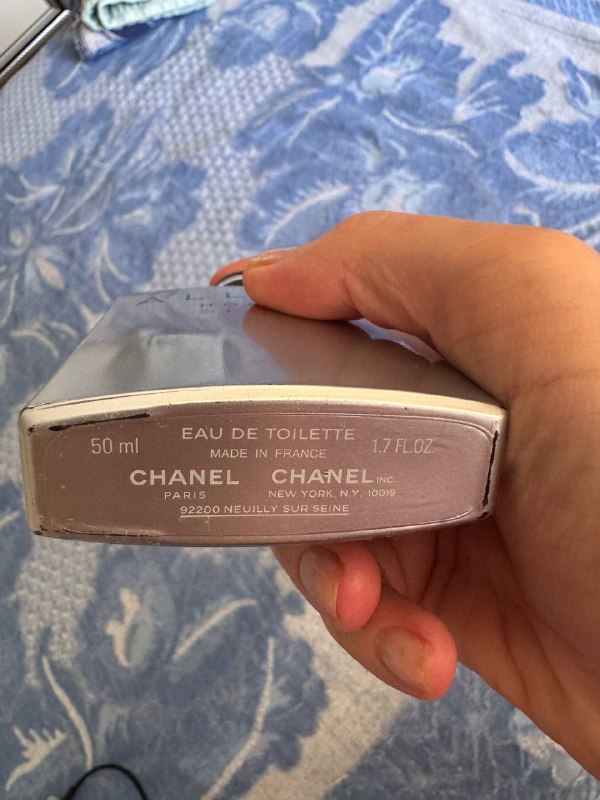 50 ml
EAU DE TOILETTE
1.7 FL.OZ.
MADE IN FRANCE
CHANEL CHANEL INC.
PARIS NEW YORK, N.Y. 10019
92200 NEUILLY SUR SEINE